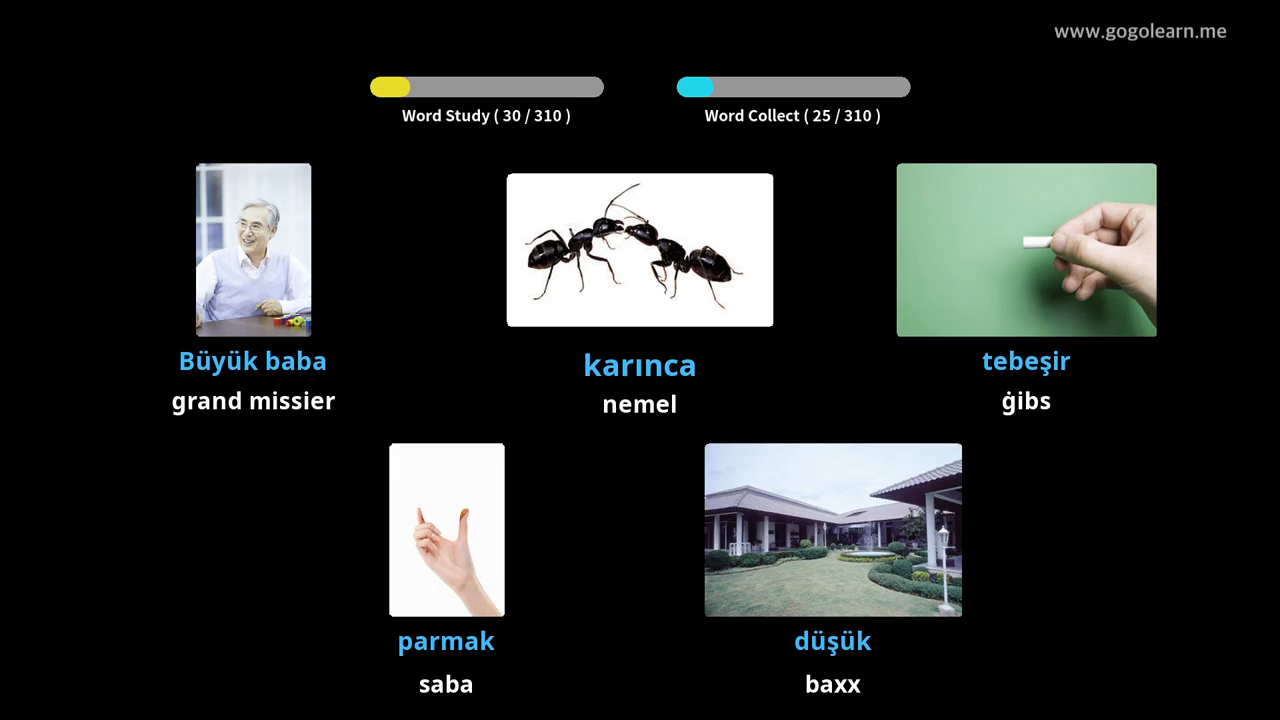 www.gogolearn.me
Word Study ( 30 / 310 )
Word Collect ( 25 / 310 )
Büyük baba
grand missier
karınca
nemel
tebeşir
ġibs
parmak
saba
düşük
baxx